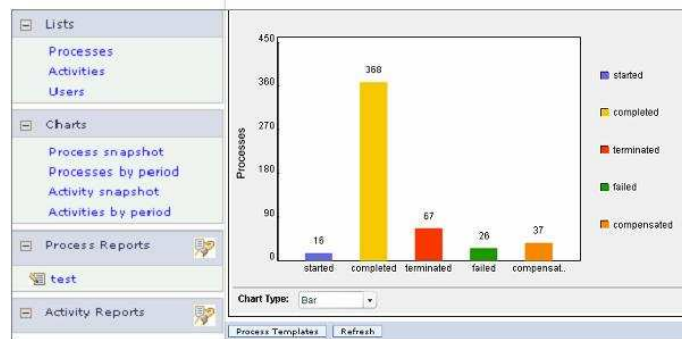 Lists
Processes
Activities
Users
Charts
Process snapshot
Processes by period
Activity snapshot
Activities by period
Process Reports
test
Activity Reports
Processes
450
360
270
180
90
0
16
368
67
26
37
started
completed
terminated
failed
compensat..
started
completed
terminated
failed
compensated
Chart Type:
Bar
Process Templates
Refresh